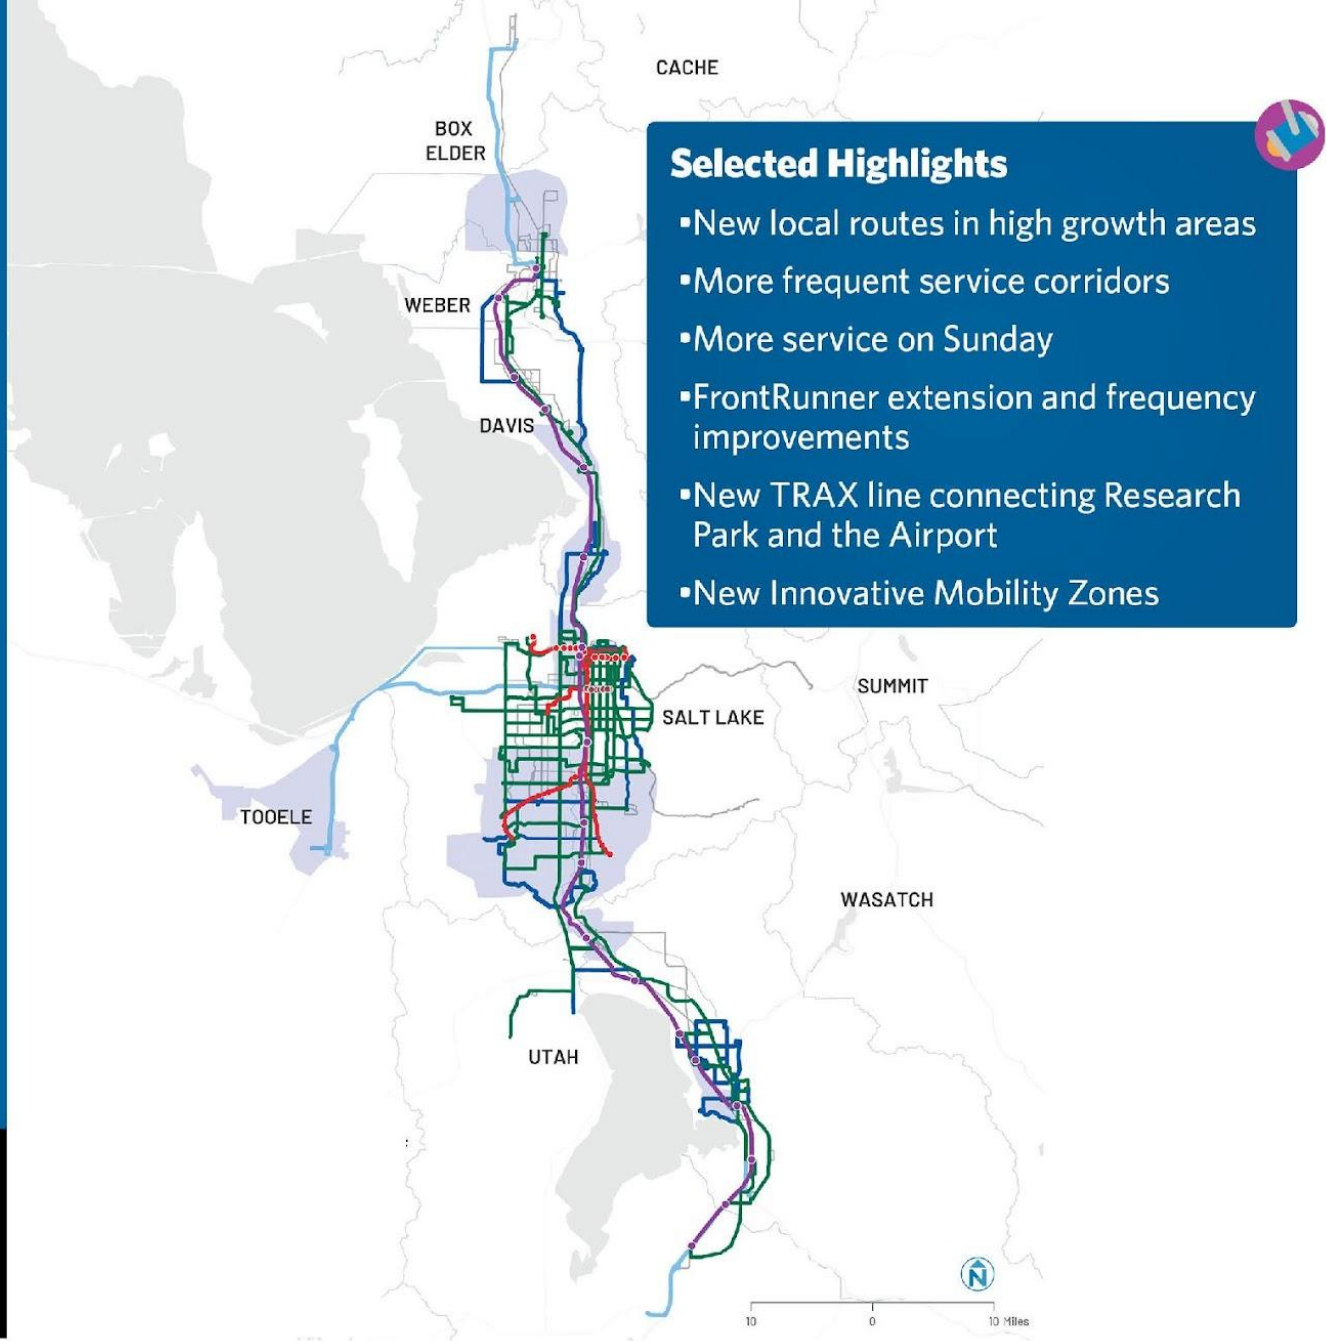 CACHE
BOX
ELDER
Selected Highlights
▪New local routes in high growth areas
▪More frequent service corridors
▪More service on Sunday
▪FrontRunner extension and frequency
improvements
▪New TRAX line connecting Research
Park and the Airport
▪New Innovative Mobility Zones
WEBER
DAVIS
SUMMIT
SALT LAKE
TOOELE
WASATCH
UTAH
N
10 0 10 Miles